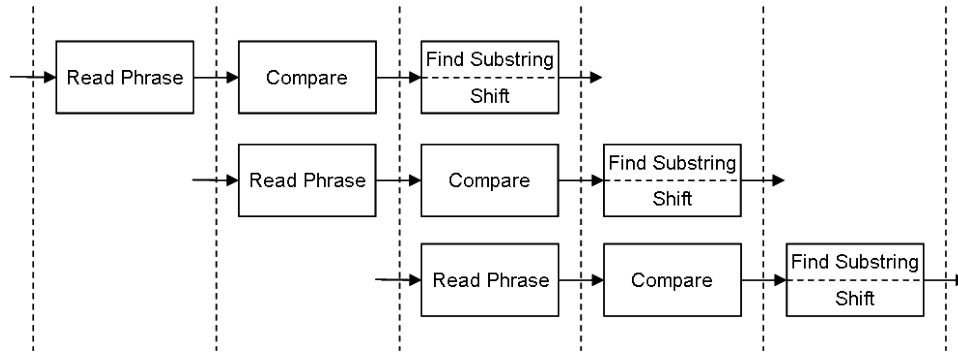 Read Phrase
Compare
Find Substring
Shift
Read Phrase
Compare
Find Substring
Shift
Read Phrase
Compare
Find Substring
Shift